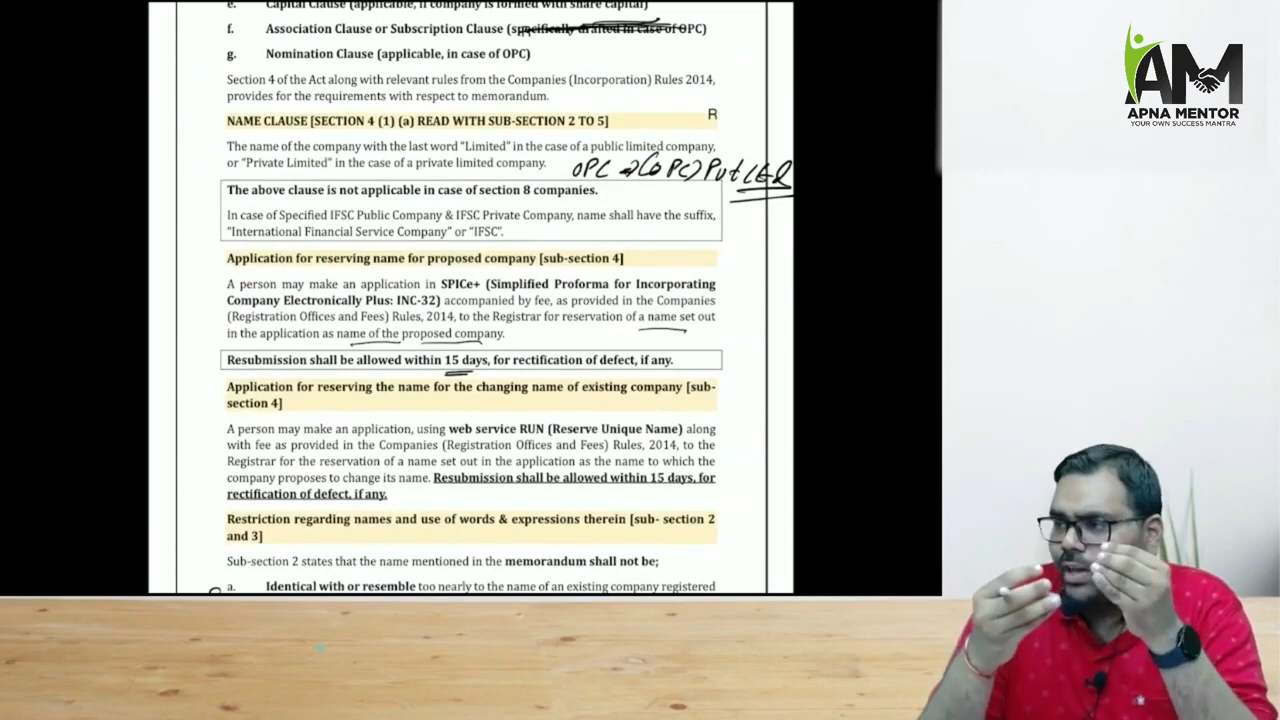 e. Capital Clause (applicable, if company is formed with share capital)
f. Association Clause or Subscription Clause (specifically drafted in case of OPC)
g. Nomination Clause (applicable, in case of OPC)
Section 4 of the Act along with relevant rules from the Companies (Incorporation) Rules 2014,
provides for the requirements with respect to memorandum.
NAME CLAUSE [SECTION 4 (1) (a) READ WITH SUB-SECTION 2 TO 5]
R
The name of the company with the last word "Limited" in the case of a public limited company,
or "Private Limited" in the case of a private limited company.
OPC (OPC) Pvt
The above clause is not applicable in case of section 8 companies.
In case of Specified IFSC Public Company & IFSC Private Company, name shall have the suffix,
"International Financial Service Company" or "IFSC".
Application for reserving name for proposed company [sub-section 4]
A person may make an application in SPICe+ (Simplified Proforma for Incorporating
Company Electronically Plus: INC-32) accompanied by fee, as provided in the Companies
(Registration Offices and Fees) Rules, 2014, to the Registrar for reservation of a name set out
in the application as name of the proposed company.
Resubmission shall be allowed within 15 days, for rectification of defect, if any.
Application for reserving the name for the changing name of existing company [sub-
section 4]
A person may make an application, using web service RUN (Reserve Unique Name) along
with fee as provided in the Companies (Registration Offices and Fees) Rules, 2014, to the
Registrar for the reservation of a name set out in the application as the name to which the
company proposes to change its name. Resubmission shall be allowed within 15 days, for
rectification of defect, if any.
Restriction regarding names and use of words & expressions therein [sub- section 2
and 3]
Sub-section 2 states that the name mentioned in the memorandum shall not be;
a. Identical with or resemble too nearly to the name of an existing company registered
AM
APNA MENTOR
YOUR OWN SUCCESS MANTRA